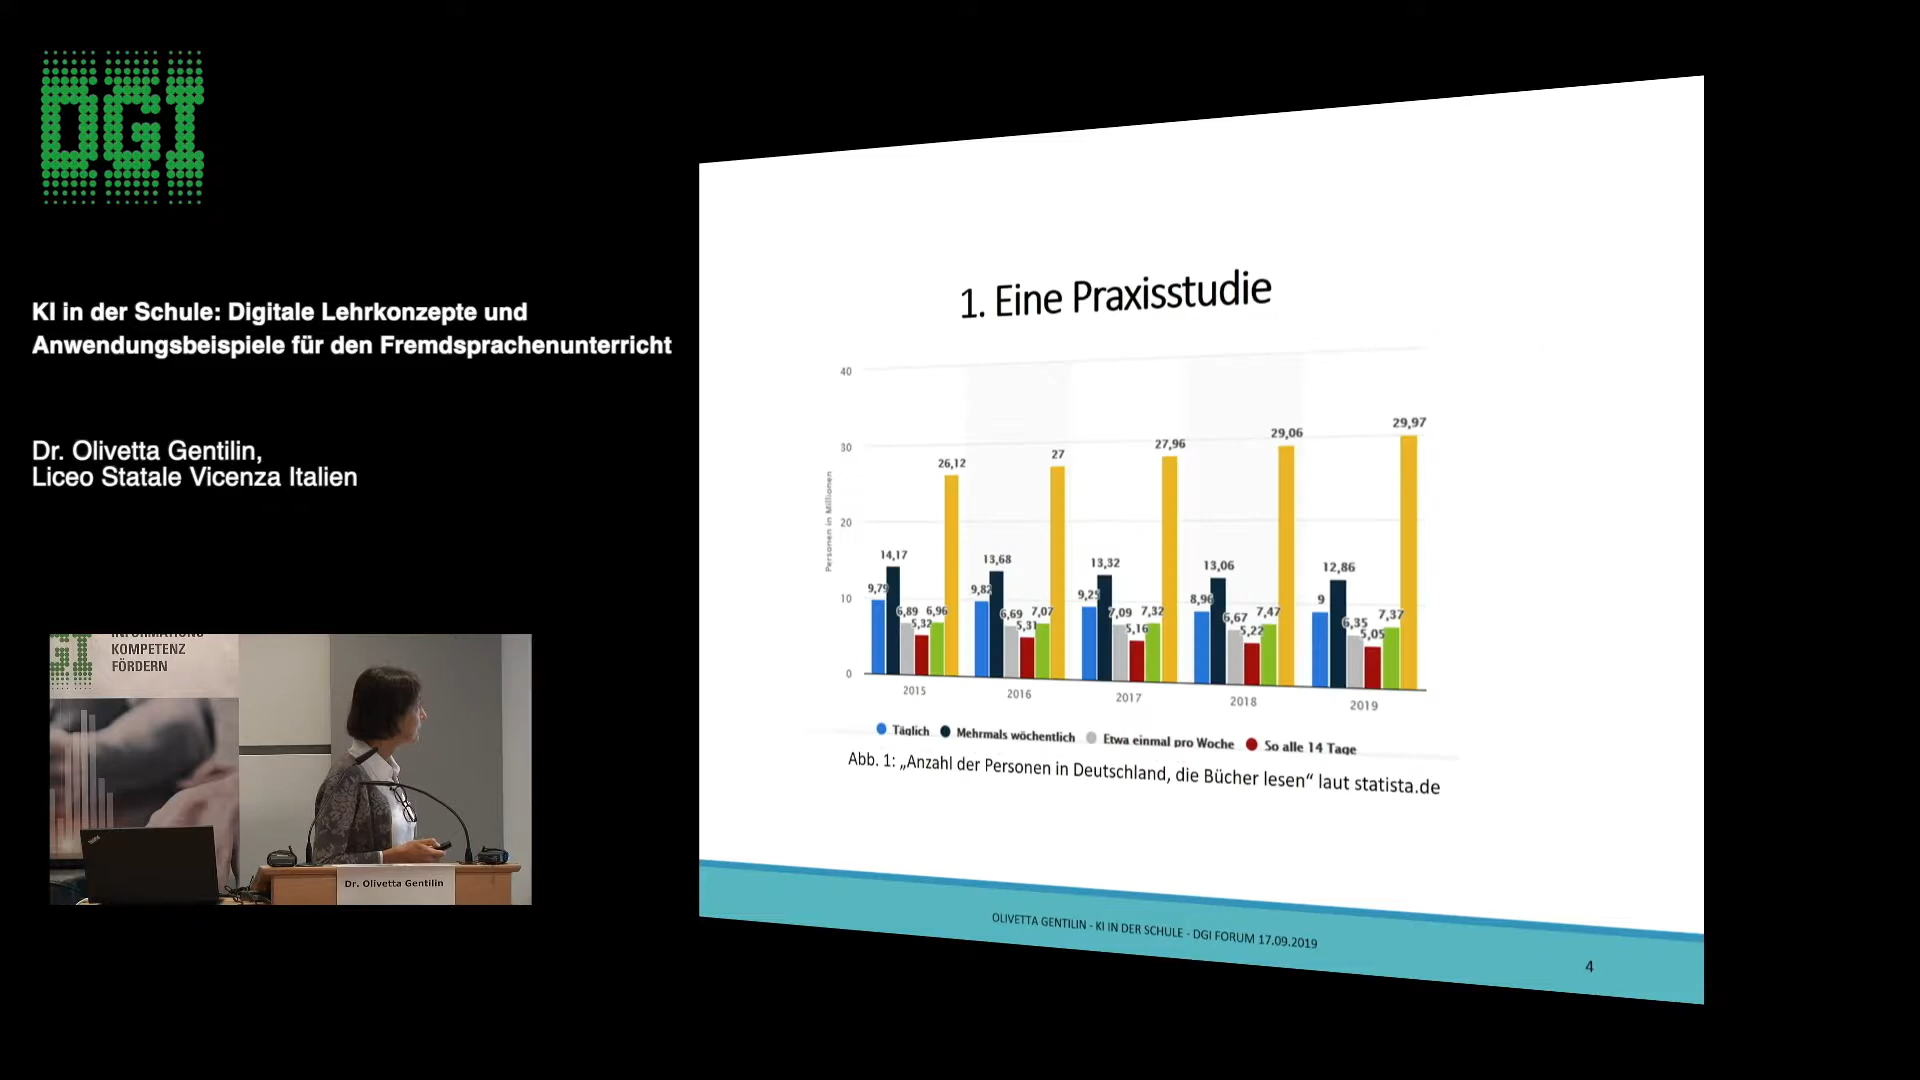 DGI
KI in der Schule: Digitale Lehrkonzepte und
Anwendungsbeispiele für den Fremdsprachenunterricht
Dr. Olivetta Gentilin,
Liceo Statale Vicenza Italien
INFORMATIONS
KOMPETENZ
FÖRDERN
Dr. Olivetta Gentilin
1. Eine Praxisstudie
Personen in Millionen
40
30
20
10
0
9,79 14,17 6,89 5,32 6,96 26,12
9,82 13,68 6,69 5,31 7,07 27
9,25 13,32 7,09 5,16 7,32 27,96
8,96 13,06 6,67 5,22 7,47 29,06
9 12,86 6,35 5,05 7,37 29,97
2015 2016 2017 2018 2019
Täglich Mehrmals wöchentlich Etwa einmal pro Woche So alle 14 Tage
Abb. 1: „Anzahl der Personen in Deutschland, die Bücher lesen“ laut statista.de
OLIVETTA GENTILIN - KI IN DER SCHULE - DGI FORUM 17.09.2019
4